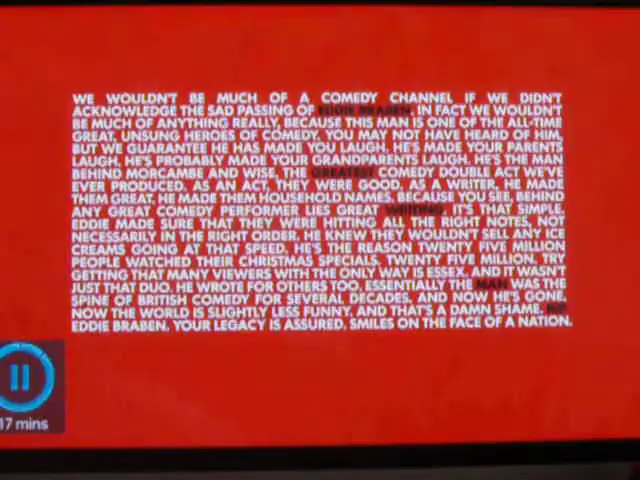 WE WOULDN'T BE MUCH OF A COMEDY CHANNEL IF WE DIDN'T
ACKNOWLEDGE THE SAD PASSING OF EDDIE BRABEN. IN FACT WE WOULDN'T
BE MUCH OF ANYTHING REALLY, BECAUSE THIS MAN IS ONE OF THE ALL-TIME
GREAT, UNSUNG HEROES OF COMEDY. YOU MAY NOT HAVE HEARD OF HIM,
BUT WE GUARANTEE HE HAS MADE YOU LAUGH. HE'S MADE YOUR PARENTS
LAUGH. HE'S PROBABLY MADE YOUR GRANDPARENTS LAUGH. HE'S THE MAN
BEHIND MORCAMBE AND WISE, THE GREATEST COMEDY DOUBLE ACT WE'VE
EVER PRODUCED. AS AN ACT, THEY WERE GOOD. AS A WRITER, HE MADE
THEM GREAT. HE MADE THEM HOUSEHOLD NAMES, BECAUSE YOU SEE, BEHIND
ANY GREAT COMEDY PERFORMER LIES GREAT WRITING. IT'S THAT SIMPLE.
EDDIE MADE SURE THAT THEY WERE HITTING ALL THE RIGHT NOTES, NOT
NECESSARILY IN THE RIGHT ORDER. HE KNEW THEY WOULDN'T SELL ANY ICE
CREAMS GOING AT THAT SPEED. HE'S THE REASON TWENTY FIVE MILLION
PEOPLE WATCHED THEIR CHRISTMAS SPECIALS. TWENTY FIVE MILLION. TRY
GETTING THAT MANY VIEWERS WITH THE ONLY WAY IS ESSEX. AND IT WASN'T
JUST THAT DUO. HE WROTE FOR OTHERS TOO. ESSENTIALLY THE MAN WAS THE
SPINE OF BRITISH COMEDY FOR SEVERAL DECADES. AND NOW HE'S GONE.
NOW THE WORLD IS SLIGHTLY LESS FUNNY. AND THAT'S A DAMN SHAME. RIP
EDDIE BRABEN. YOUR LEGACY IS ASSURED. SMILES ON THE FACE OF A NATION.
17 mins